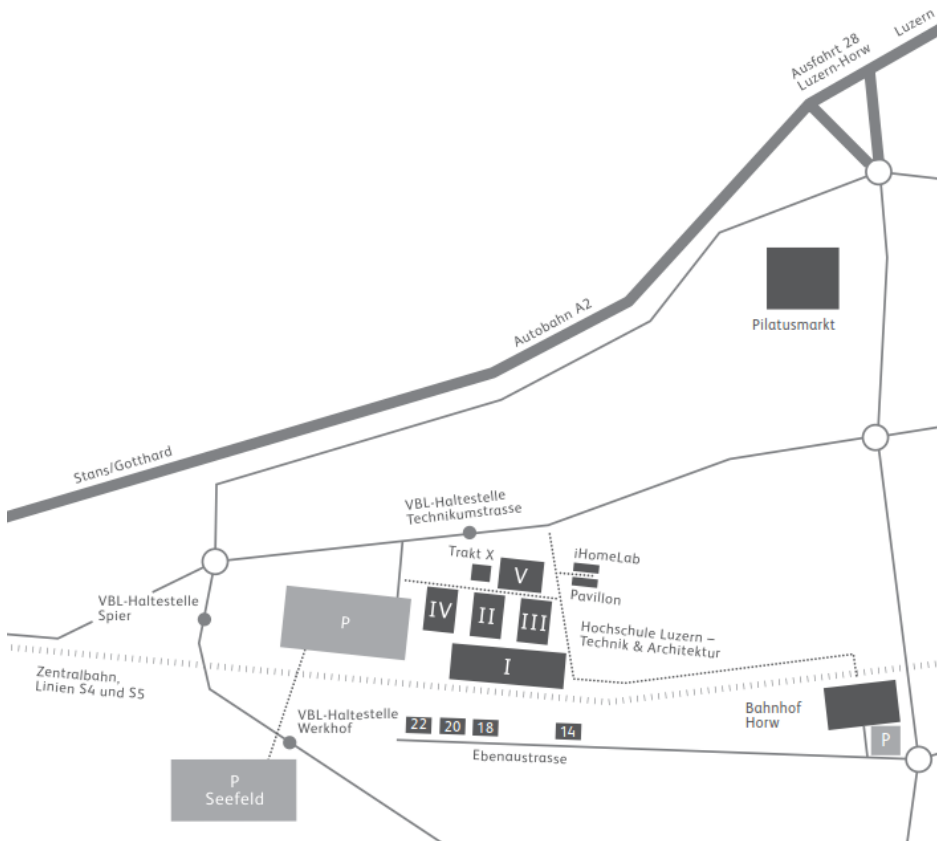 Luzern
Ausfahrt 28
Luzern-Horw
Pilatusmarkt
Autobahn A2
Stans/Gotthard
VBL-Haltestelle
Technikumstrasse
Trakt X
V
iHomeLab
Pavillon
VBL-Haltestelle
Spier
P
IV
II
III
Hochschule Luzern –
Technik & Architektur
I
Zentralbahn,
Linien S4 und S5
VBL-Haltestelle
Werkhof
22
20
18
14
Ebenaustrasse
Bahnhof
Horw
P
P
Seefeld